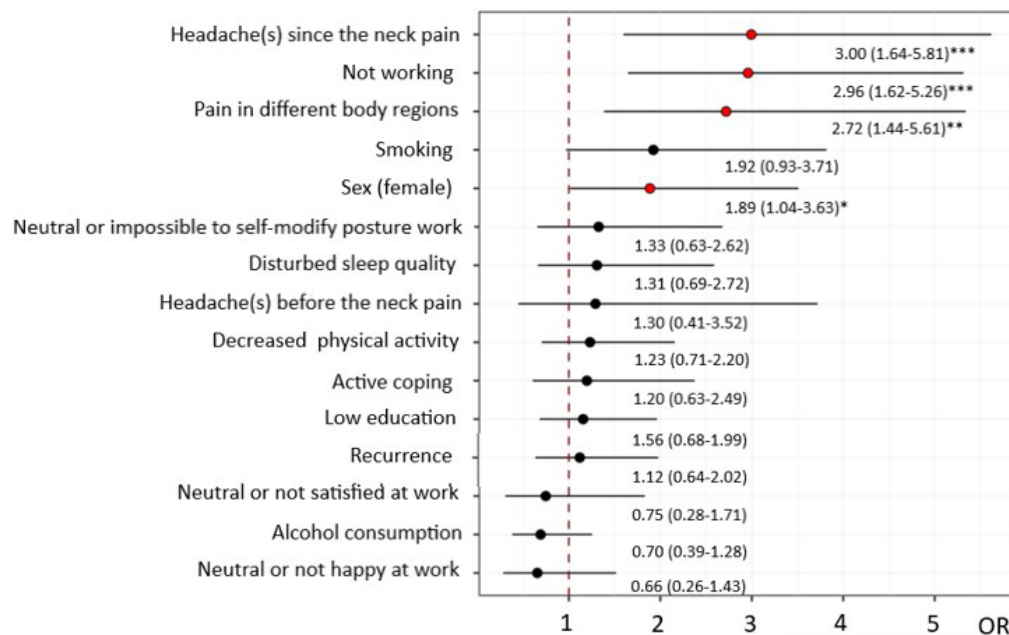 Headache(s) since the neck pain
3.00 (1.64-5.81)***
Not working
2.96 (1.62-5.26)***
Pain in different body regions
2.72 (1.44-5.61)**
Smoking
1.92 (0.93-3.71)
Sex (female)
1.89 (1.04-3.63)*
Neutral or impossible to self-modify posture work
1.33 (0.63-2.62)
Disturbed sleep quality
1.31 (0.69-2.72)
Headache(s) before the neck pain
1.30 (0.41-3.52)
Decreased physical activity
1.23 (0.71-2.20)
Active coping
1.20 (0.63-2.49)
Low education
1.56 (0.68-1.99)
Recurrence
1.12 (0.64-2.02)
Neutral or not satisfied at work
0.75 (0.28-1.71)
Alcohol consumption
0.70 (0.39-1.28)
Neutral or not happy at work
0.66 (0.26-1.43)
1 2 3 4 5 OR